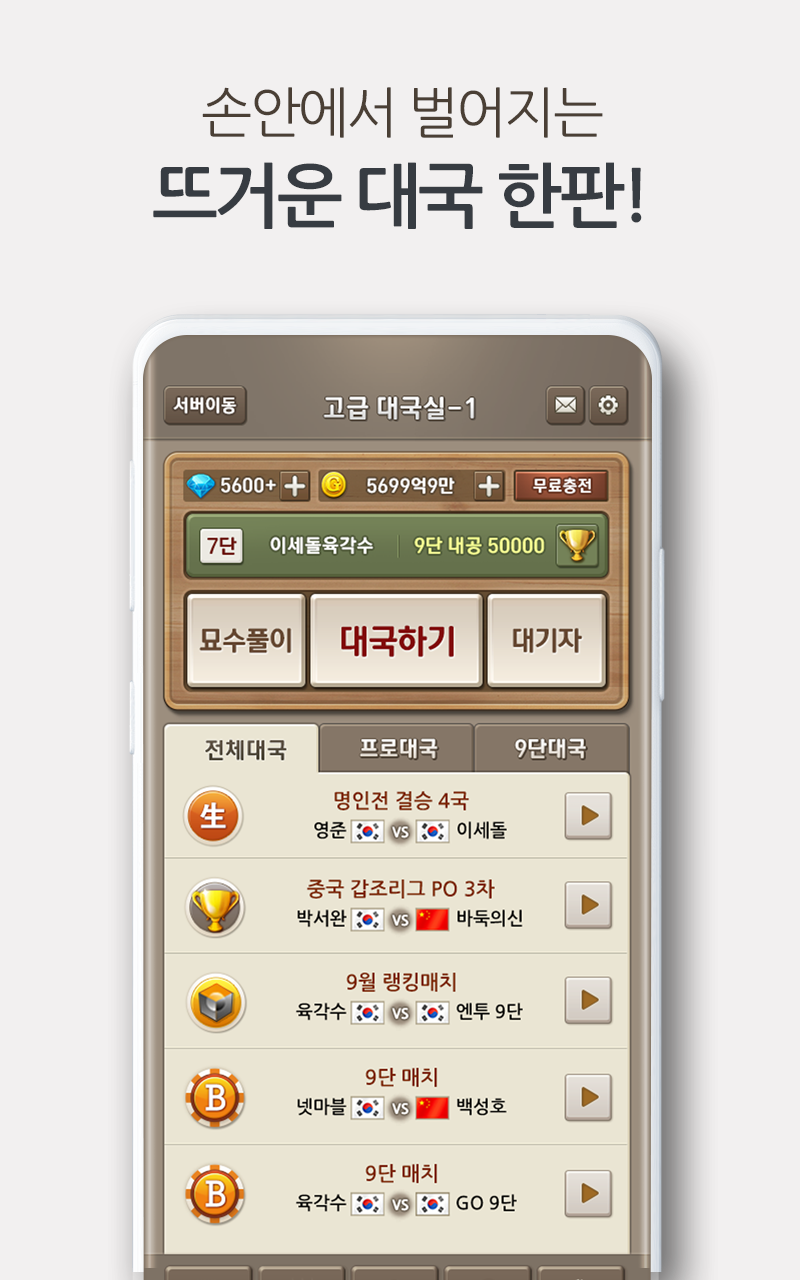 손안에서 벌어지는
뜨거운 대국 한판!
서버이동
고급 대국실-1
5600+
5699억9만
무료충전
7단
이세돌육각수
9단 내공 50000
묘수풀이
대국하기
대기자
전체대국
프로대국
9단대국
生
명인전 결승 4국
영준 VS 이세돌
중국 갑조리그 PO 3차
박서완 VS 바둑의신
9월 랭킹매치
육각수 VS 엔투 9단
B
9단 매치
넷마블 VS 백성호
B
9단 매치
육각수 VS GO 9단